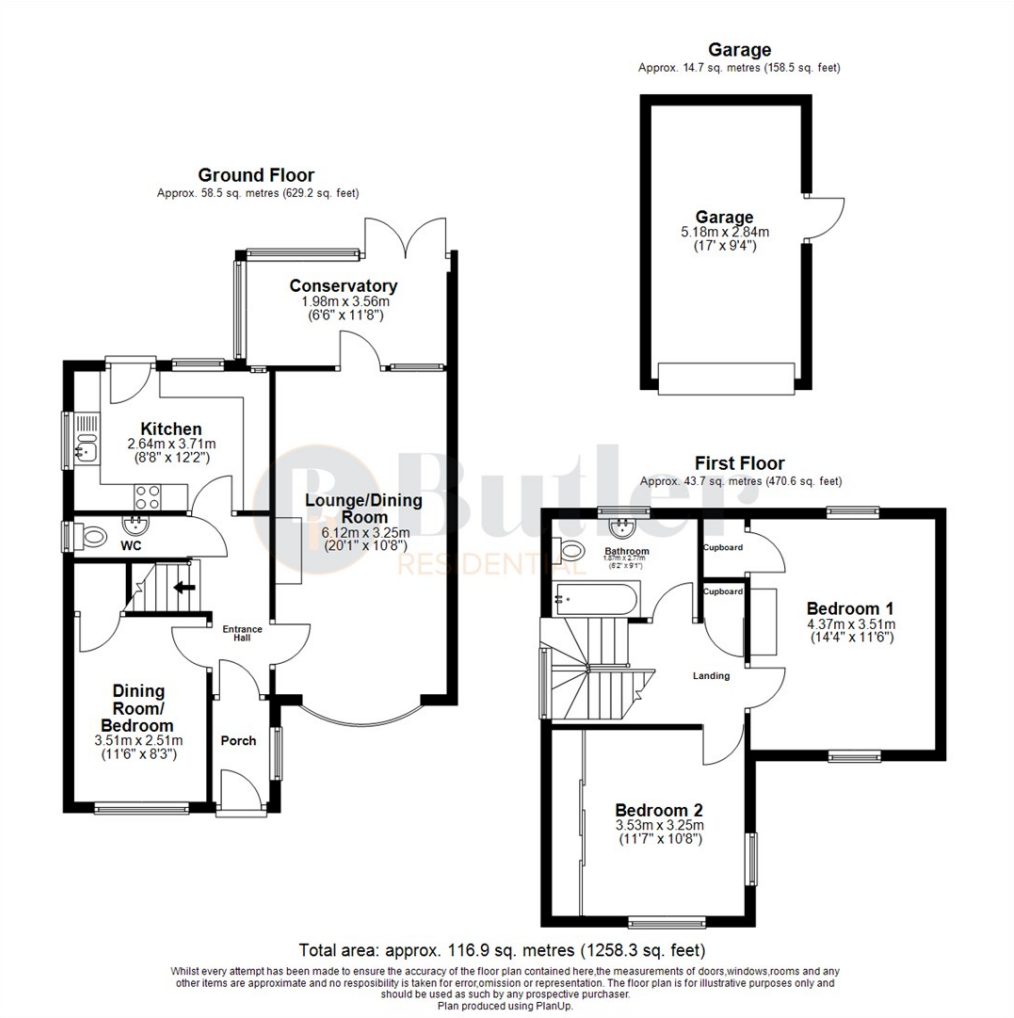 Garage
Approx. 14.7 sq. metres (158.5 sq. feet)
Garage
5.18m x 2.84m
(17' x 9'4")
Ground Floor
Approx. 58.5 sq. metres (629.2 sq. feet)
Conservatory
1.98m x 3.56m
(6'6" x 11'8")
Kitchen
2.64m x 3.71m
(8'8" x 12'2")
Lounge/Dining
Room
6.12m x 3.25m
(20'1" x 10'8")
WC
Entrance
Hall
Dining
Room/
Bedroom
3.51m x 2.51m
(11'6" x 8'3")
Porch
Butler
RESIDENTIAL
First Floor
Approx. 43.7 sq. metres (470.6 sq. feet)
Bathroom
1.87m x 2.77m
(6'2" x 9'1")
Cupboard
Cupboard
Bedroom 1
4.37m x 3.51m
(14'4" x 11'6")
Landing
Bedroom 2
3.53m x 3.25m
(11'7" x 10'8")
Total area: approx. 116.9 sq. metres (1258.3 sq. feet)
Whilst every attempt has been made to ensure the accuracy of the floor plan contained here,the measurements of doors,windows,rooms and any
other items are approximate and no resposibility is taken for error,omission or representation. The floor plan is for illustrative purposes only and
should be used as such by any prospective purchaser.
Plan produced using PlanUp.